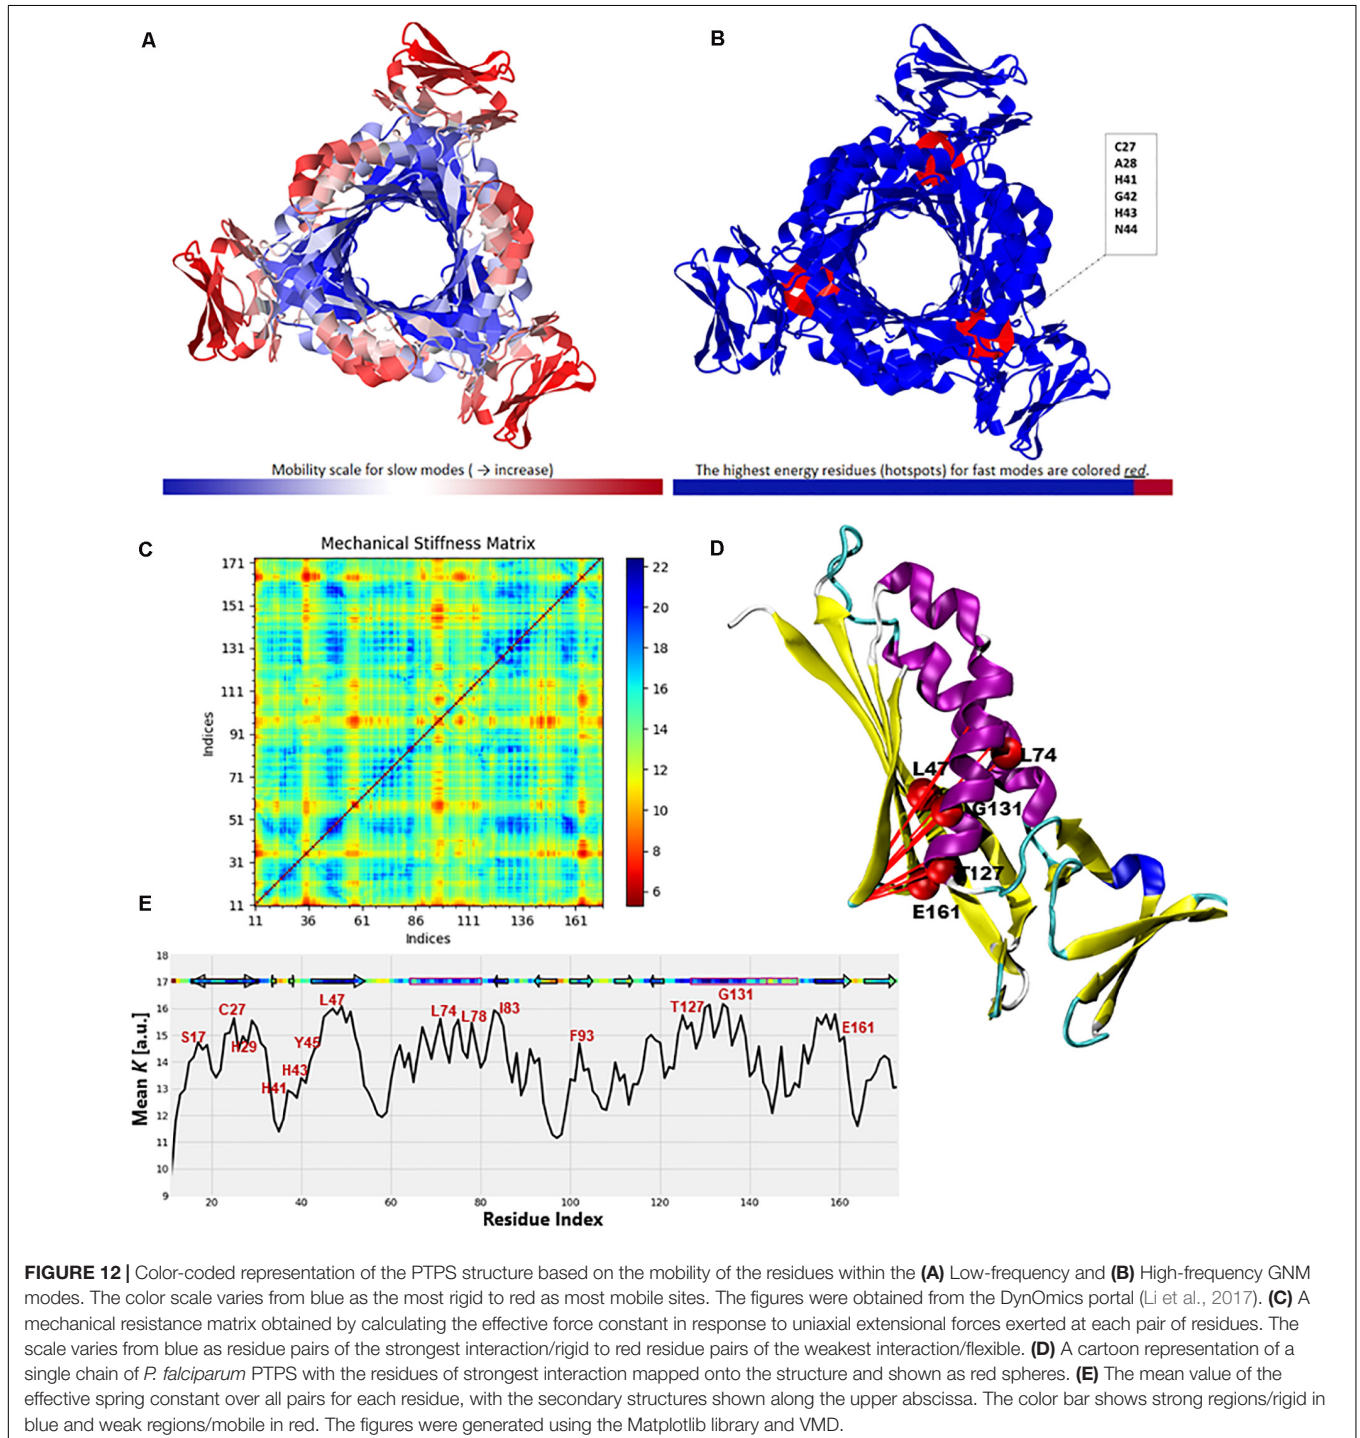 A
B
C27
A28
H41
G42
H43
N44
Mobility scale for slow modes ( → increase)
The highest energy residues (hotspots) for fast modes are colored red.
C
Mechanical Stiffness Matrix
171
151
131
111
91
71
51
31
11
Indices
11 36 61 86 111 136 161
Indices
22
20
18
16
14
12
10
8
6
D
L74
L47
G131
T127
E161
E
18
17
16
15
14
13
12
11
10
9
Mean K [a.u.]
S17
C27
H29
H41
H43
Y45
L47
L74
L78
I83
F93
T127
G131
E161
20 40 60 80 100 120 140 160
Residue Index
FIGURE 12 | Color-coded representation of the PTPS structure based on the mobility of the residues within the (A) Low-frequency and (B) High-frequency GNM
modes. The color scale varies from blue as the most rigid to red as most mobile sites. The figures were obtained from the DynOmics portal (Li et al., 2017). (C) A
mechanical resistance matrix obtained by calculating the effective force constant in response to uniaxial extensional forces exerted at each pair of residues. The
scale varies from blue as residue pairs of the strongest interaction/rigid to red residue pairs of the weakest interaction/flexible. (D) A cartoon representation of a
single chain of P. falciparum PTPS with the residues of strongest interaction mapped onto the structure and shown as red spheres. (E) The mean value of the
effective spring constant over all pairs for each residue, with the secondary structures shown along the upper abscissa. The color bar shows strong regions/rigid in
blue and weak regions/mobile in red. The figures were generated using the Matplotlib library and VMD.